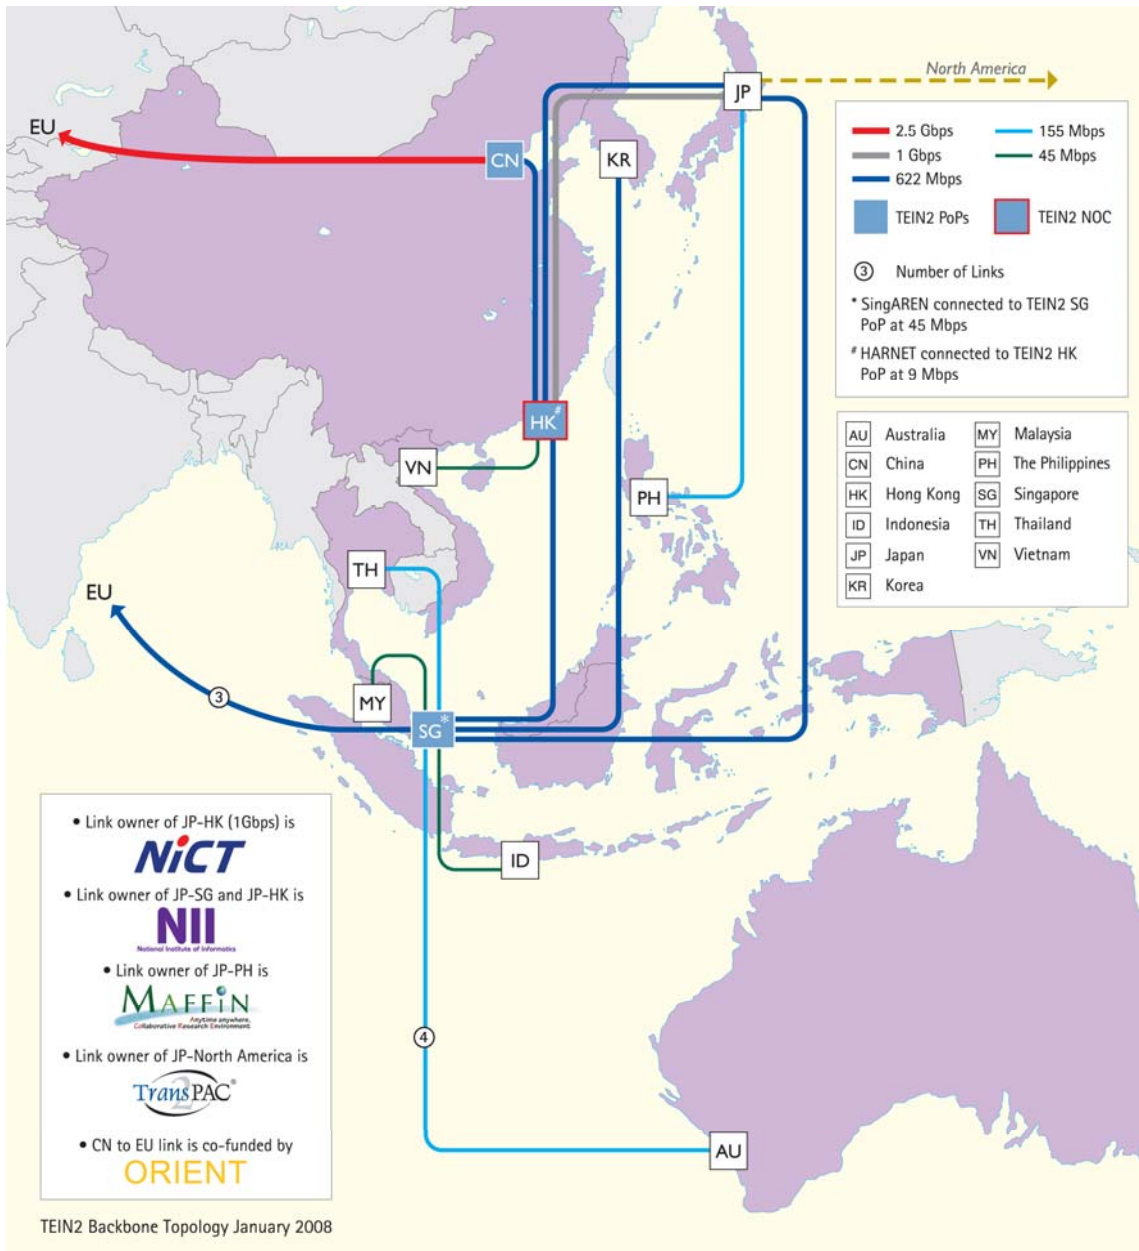 North America
JP
EU
CN
KR
2.5 Gbps
155 Mbps
1 Gbps
45 Mbps
622 Mbps
TEIN2 PoPs
TEIN2 NOC
3
Number of Links
* SingAREN connected to TEIN2 SG
PoP at 45 Mbps
# HARNET connected to TEIN2 HK
PoP at 9 Mbps
HK#
VN
PH
TH
EU
3
MY
SG*
ID
4
AU
AU
Australia
MY
Malaysia
CN
China
PH
The Philippines
HK
Hong Kong
SG
Singapore
ID
Indonesia
TH
Thailand
JP
Japan
VN
Vietnam
KR
Korea
• Link owner of JP-HK (1Gbps) is
NiCT
• Link owner of JP-SG and JP-HK is
NII
National Institute of Informatics
• Link owner of JP-PH is
MAFFIN
Anytime anywhere,
Collaborative Research Environment
• Link owner of JP-North America is
TransPAC2®
• CN to EU link is co-funded by
ORIENT
TEIN2 Backbone Topology January 2008